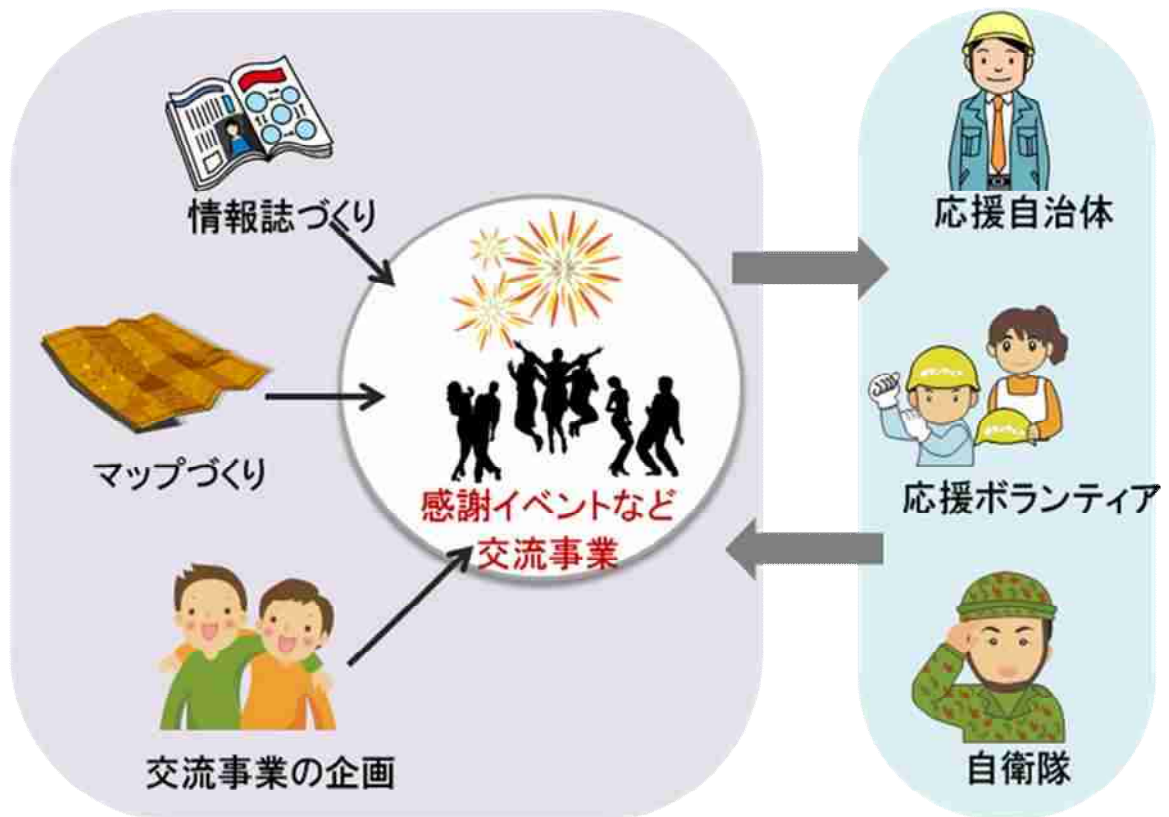 情報誌づくり
マップづくり
交流事業の企画
感謝イベントなど
交流事業
応援自治体
応援ボランティア
自衛隊